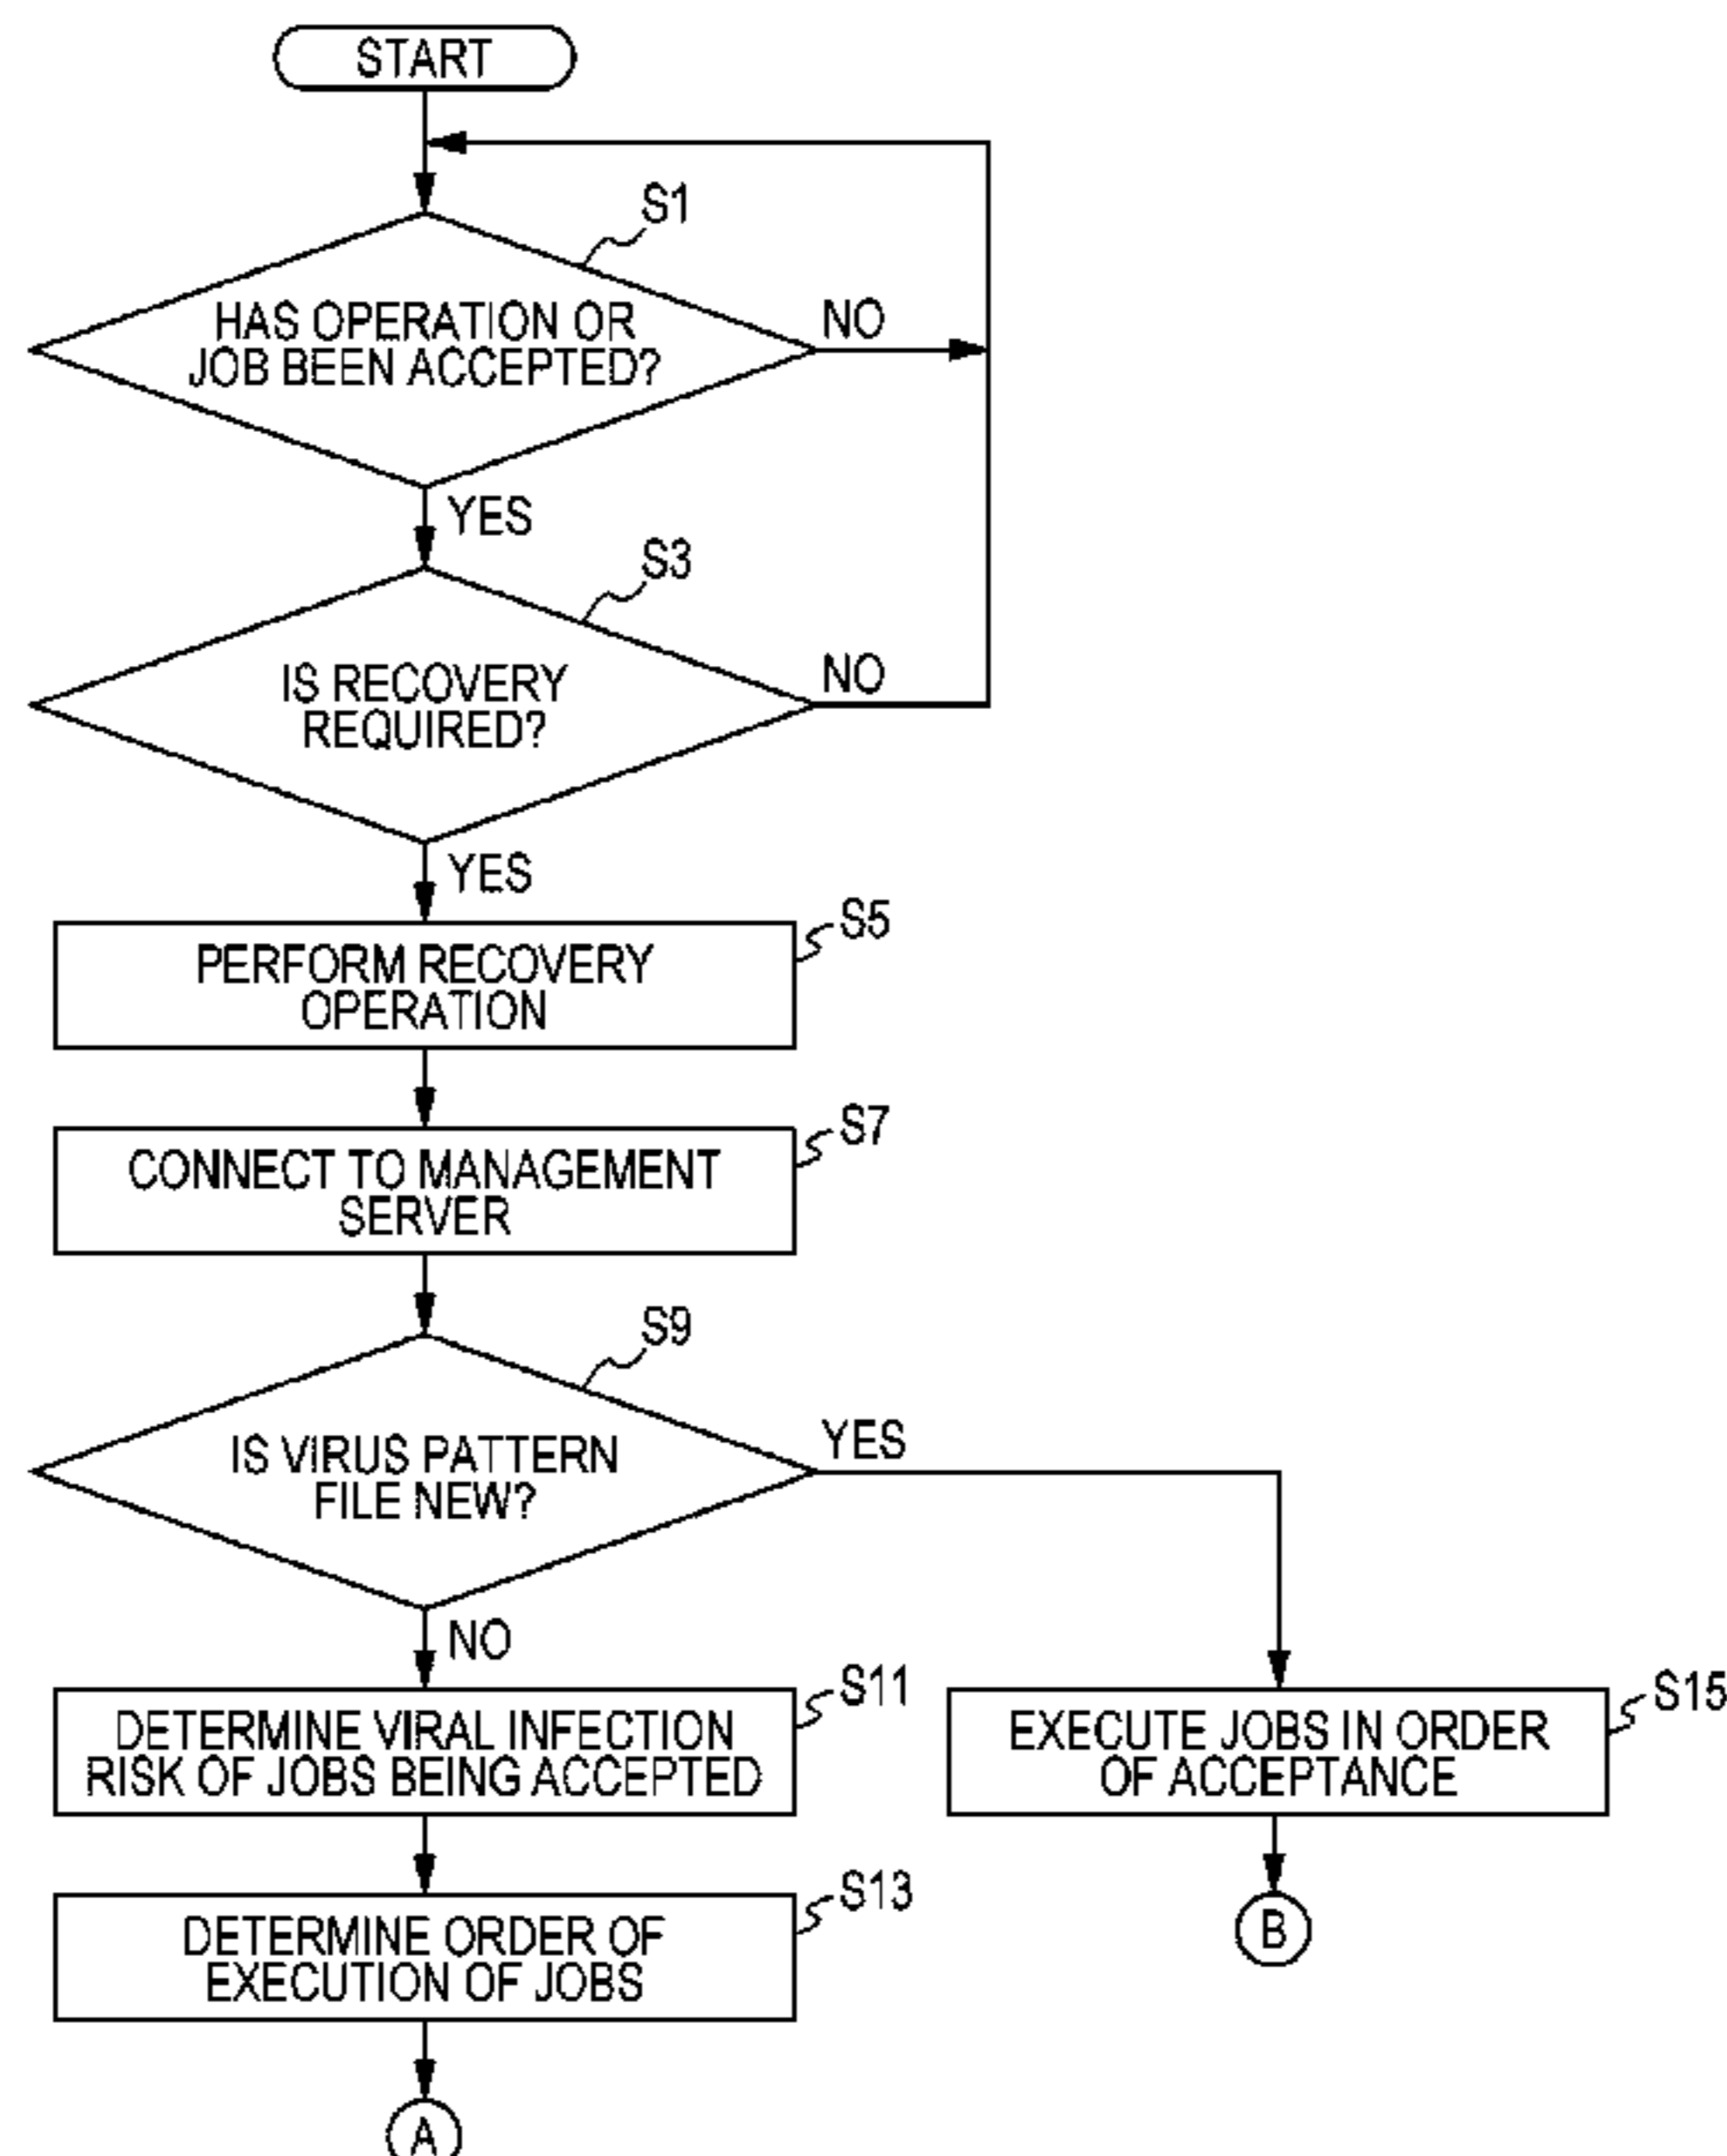 START
S1
HAS OPERATION OR
JOB BEEN ACCEPTED?
NO
YES
S3
IS RECOVERY
REQUIRED?
NO
YES
S5
PERFORM RECOVERY
OPERATION
S7
CONNECT TO MANAGEMENT
SERVER
S9
IS VIRUS PATTERN
FILE NEW?
YES
NO
S11
DETERMINE VIRAL INFECTION
RISK OF JOBS BEING ACCEPTED
S15
EXECUTE JOBS IN ORDER
OF ACCEPTANCE
S13
DETERMINE ORDER OF
EXECUTION OF JOBS
B
A